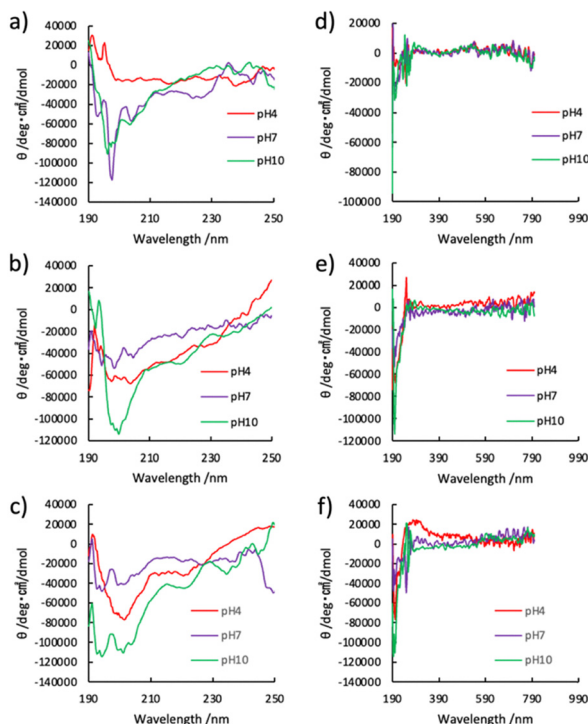 a)
θ /deg・㎠/dmol
40000
20000
0
-20000
-40000
-60000
-80000
-100000
-120000
-140000
190
210
230
250
Wavelength /nm
pH4
pH7
pH10
d)
θ /deg・㎠/dmol
20000
0
-20000
-40000
-60000
-80000
-100000
190
390
590
790
990
Wavelength /nm
pH4
pH7
pH10
b)
θ /deg・㎠/dmol
40000
20000
0
-20000
-40000
-60000
-80000
-100000
-120000
190
210
230
250
Wavelength /nm
pH4
pH7
pH10
e)
θ /deg・㎠/dmol
40000
20000
0
-20000
-40000
-60000
-80000
-100000
-120000
190
390
590
790
990
Wavelength /nm
pH4
pH7
pH10
c)
θ /deg・㎠/dmol
40000
20000
0
-20000
-40000
-60000
-80000
-100000
-120000
-140000
190
210
230
250
Wavelength /nm
pH4
pH7
pH10
f)
θ /deg・㎠/dmol
40000
20000
0
-20000
-40000
-60000
-80000
-100000
-120000
-140000
190
390
590
790
990
Wavelength /nm
pH4
pH7
pH10